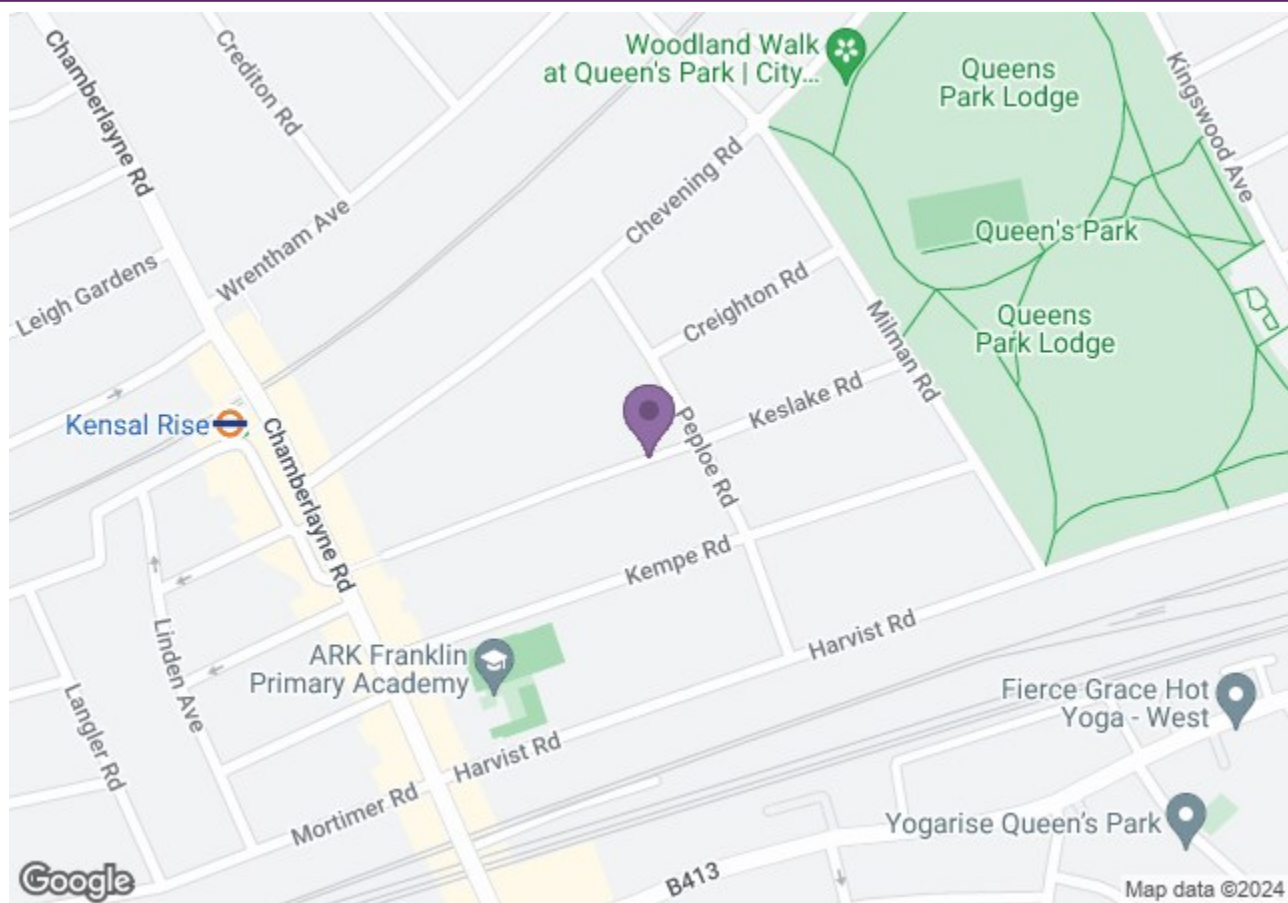 Chamberlayne Rd
Crediton Rd
Woodland Walk
at Queen's Park | City...
Queens
Park Lodge
Kingswood Ave
Wrentham Ave
Chevening Rd
Leigh Gardens
Queen's Park
Creighton Rd
Milman Rd
Queens
Park Lodge
Keslake Rd
Peploe Rd
Kensal Rise
Chamberlayne Rd
Kempe Rd
Linden Ave
Langler Rd
ARK Franklin
Primary Academy
Harvist Rd
Fierce Grace Hot
Yoga - West
Harvist Rd
Mortimer Rd
Yogarise Queen's Park
B413
Google
Map data ©2024